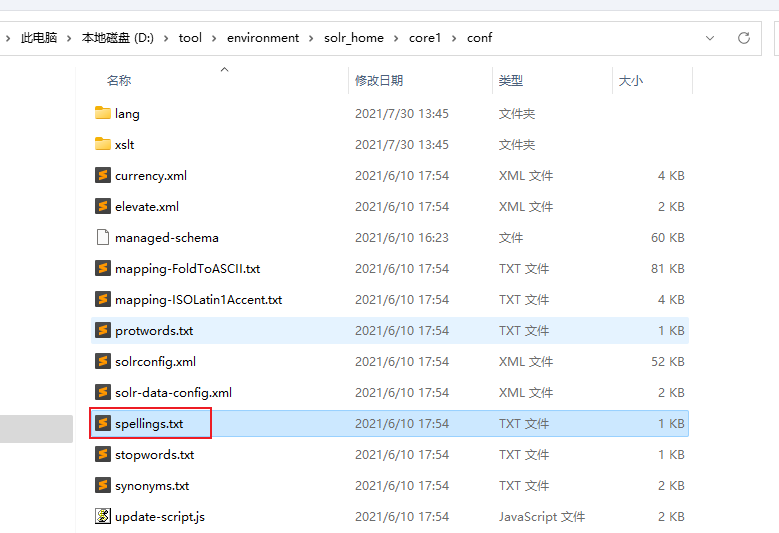 此电脑 > 本地磁盘 (D:) > tool > environment > solr_home > core1 > conf
名称 修改日期 类型 大小
lang 2021/7/30 13:45 文件夹
xslt 2021/7/30 13:45 文件夹
currency.xml 2021/6/10 17:54 XML 文件 4 KB
elevate.xml 2021/6/10 17:54 XML 文件 2 KB
managed-schema 2021/6/10 16:23 文件 60 KB
mapping-FoldToASCII.txt 2021/6/10 17:54 TXT 文件 81 KB
mapping-ISOLatin1Accent.txt 2021/6/10 17:54 TXT 文件 4 KB
protwords.txt 2021/6/10 17:54 TXT 文件 1 KB
solrconfig.xml 2021/6/10 17:54 XML 文件 52 KB
solr-data-config.xml 2021/6/10 17:54 XML 文件 2 KB
spellings.txt 2021/6/10 17:54 TXT 文件 1 KB
stopwords.txt 2021/6/10 17:54 TXT 文件 1 KB
synonyms.txt 2021/6/10 17:54 TXT 文件 2 KB
update-script.js 2021/6/10 17:54 JavaScript 文件 2 KB